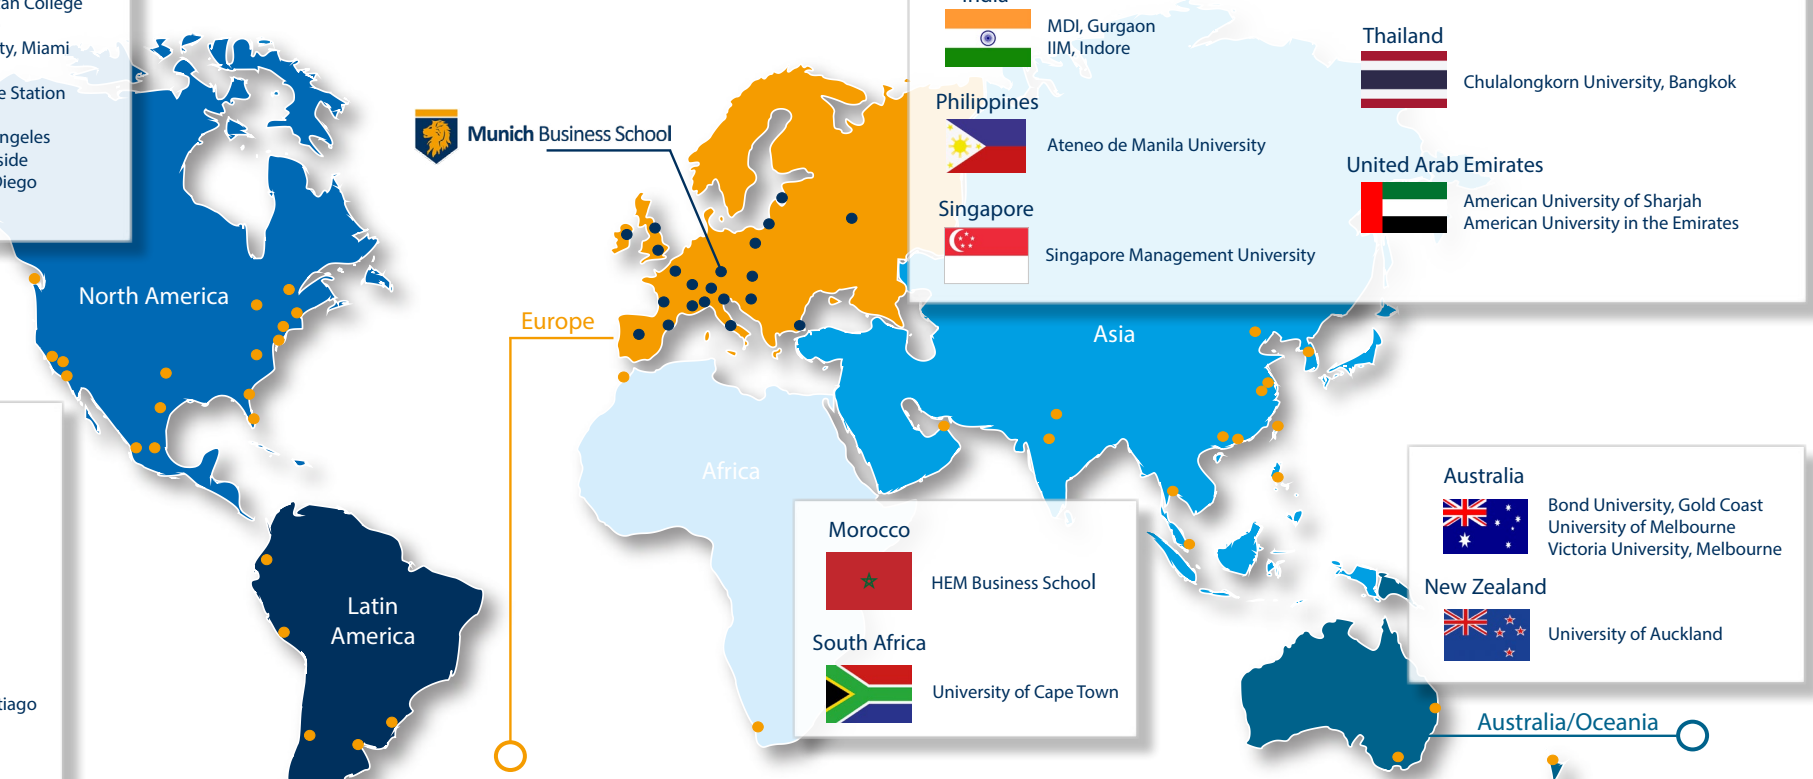 an College
ty, Miami
e Station
ngeles
side
Diego
North America
Munich Business School
Europe
India
MDI, Gurgaon
IIM, Indore
Philippines
Ateneo de Manila University
Singapore
Singapore Management University
Thailand
Chulalongkorn University, Bangkok
United Arab Emirates
American University of Sharjah
American University in the Emirates
Asia
Africa
Latin
America
tiago
Morocco
HEM Business School
South Africa
University of Cape Town
Australia
Bond University, Gold Coast
University of Melbourne
Victoria University, Melbourne
New Zealand
University of Auckland
Australia/Oceania